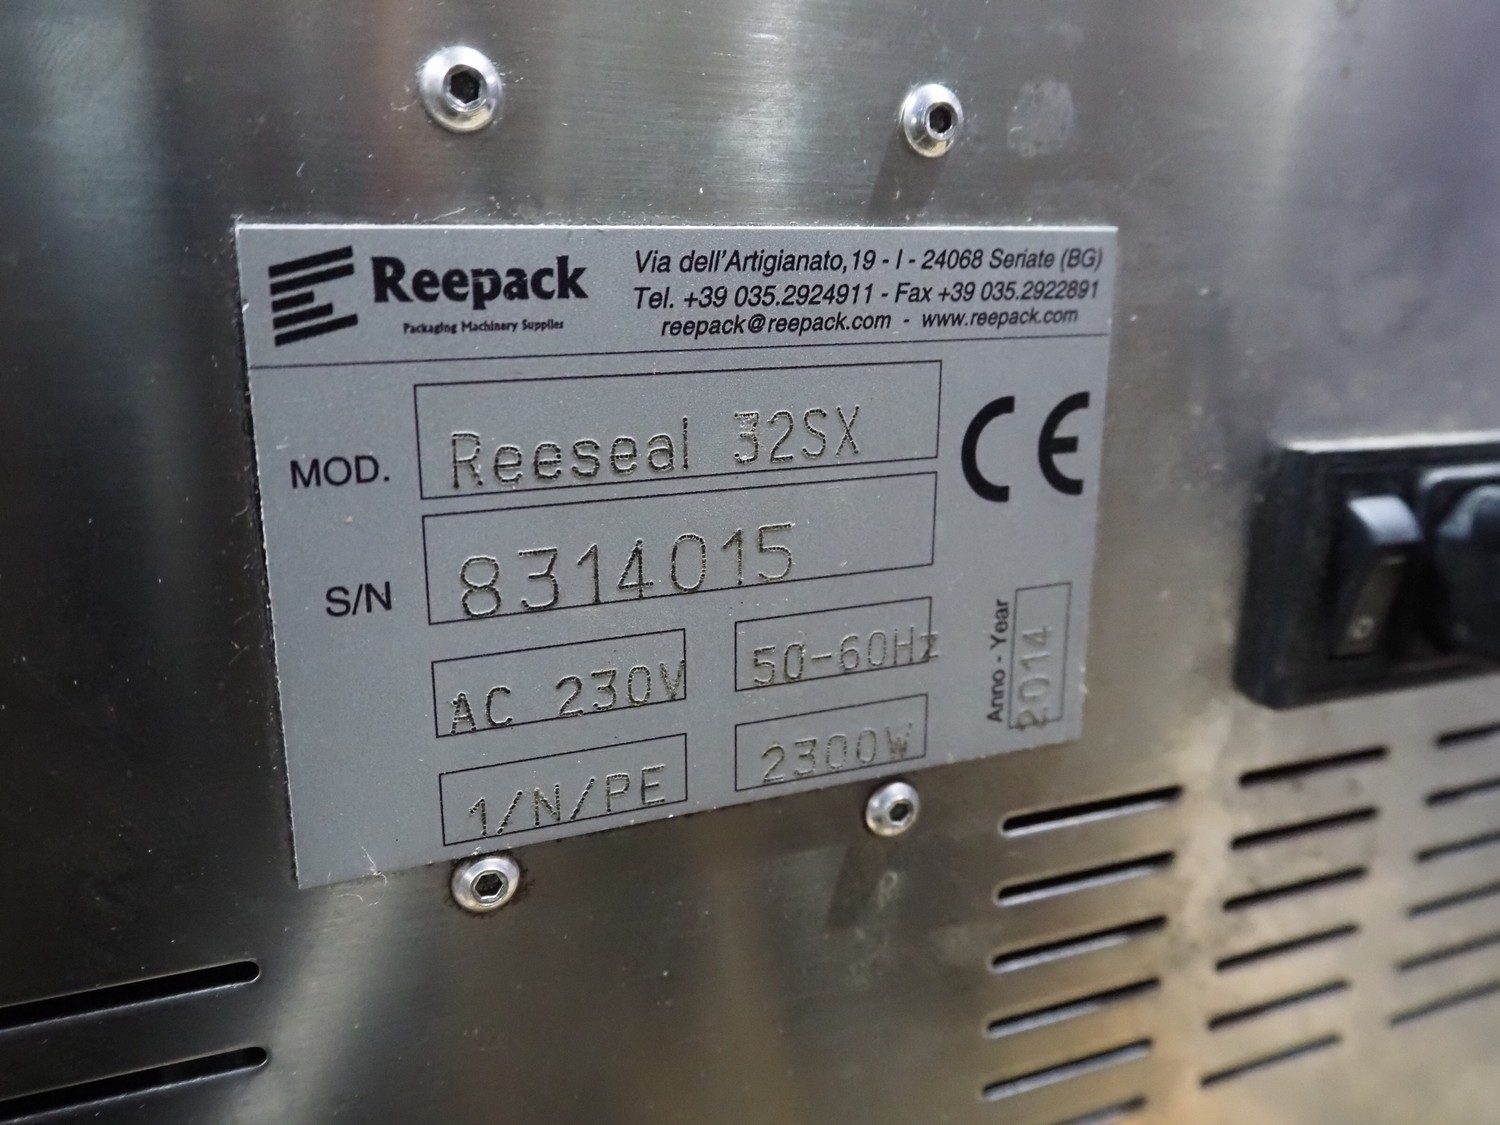 Reepack
Packaging Machinery Supplies
Via dell'Artigianato, 19 - I - 24068 Seriate (BG)
Tel. +39 035.2924911 - Fax +39 035.2922891
reepack@reepack.com - www.reepack.com
MOD. Reeseal 32SX
CE
S/N 8314015
AC 230V 50-60Hz
1/N/PE 2300W
Anno - Year 2014